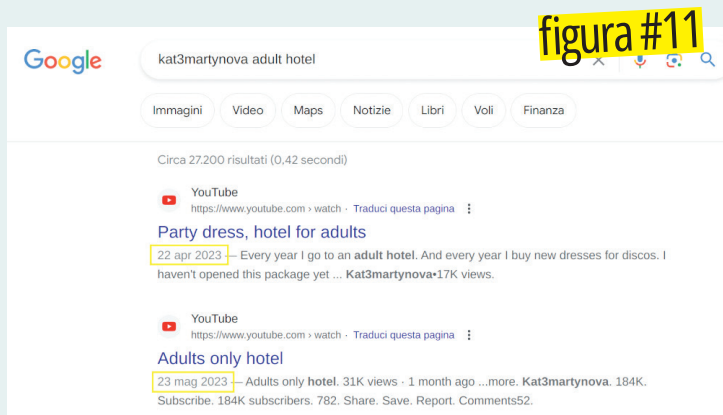 figura #11
Google
kat3martynova adult hotel
Immagini Video Maps Notizie Libri Voli Finanza
Circa 27.200 risultati (0,42 secondi)
YouTube
https://www.youtube.com › watch · Traduci questa pagina
Party dress, hotel for adults
22 apr 2023 — Every year I go to an adult hotel. And every year I buy new dresses for discos. I
haven't opened this package yet ... Kat3martynova•17K views.
YouTube
https://www.youtube.com › watch · Traduci questa pagina
Adults only hotel
23 mag 2023 — Adults only hotel. 31K views · 1 month ago ...more. Kat3martynova. 184K.
Subscribe. 184K subscribers. 782. Share. Save. Report. Comments52.